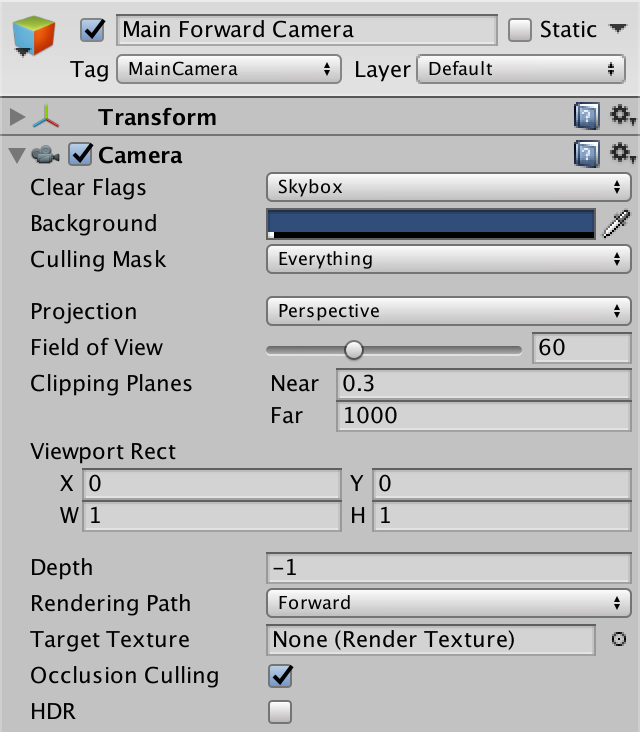 Main Forward Camera Static
Tag MainCamera Layer Default
Transform
Camera
Clear Flags Skybox
Background
Culling Mask Everything
Projection Perspective
Field of View 60
Clipping Planes Near 0.3
Far 1000
Viewport Rect
X 0 Y 0
W 1 H 1
Depth -1
Rendering Path Forward
Target Texture None (Render Texture)
Occlusion Culling
HDR